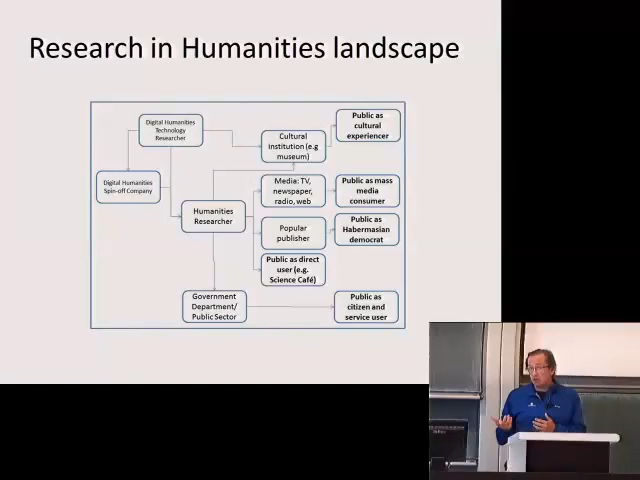 Research in Humanities landscape
Digital Humanities
Technology
Researcher
Cultural
institution (e.g
museum)
Public as
cultural
experiencer
Digital Humanities
Spin-off Company
Media: TV,
newspaper,
radio, web
Public as mass
media
consumer
Humanities
Researcher
Popular
publisher
Public as
Habermasian
democrat
Public as direct
user (e.g.
Science Café)
Government
Department/
Public Sector
Public as
citizen and
service user